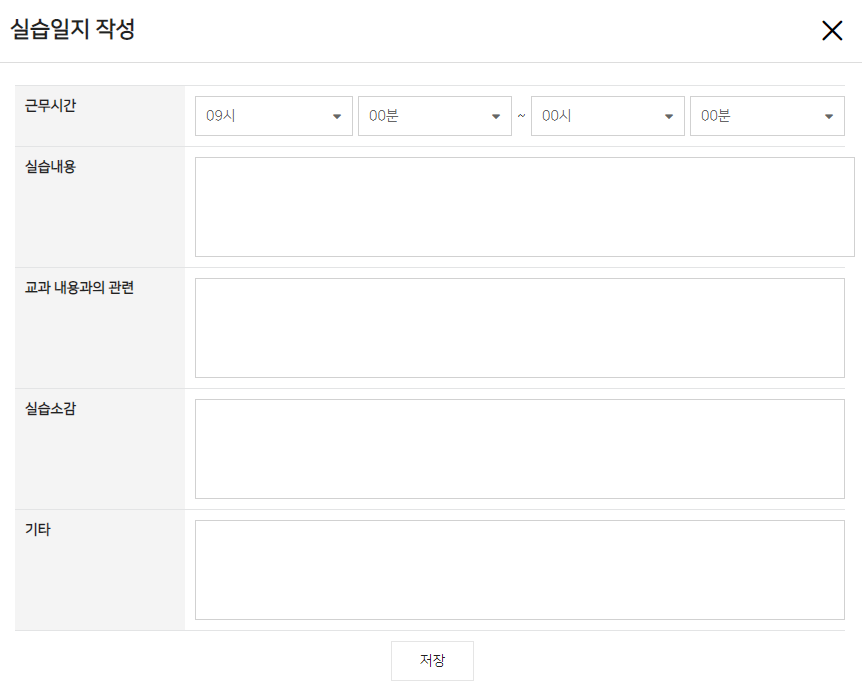 실습일지 작성
근무시간 09시 00분 ~ 00시 00분
실습내용
교과 내용과의 관련
실습소감
기타
저장